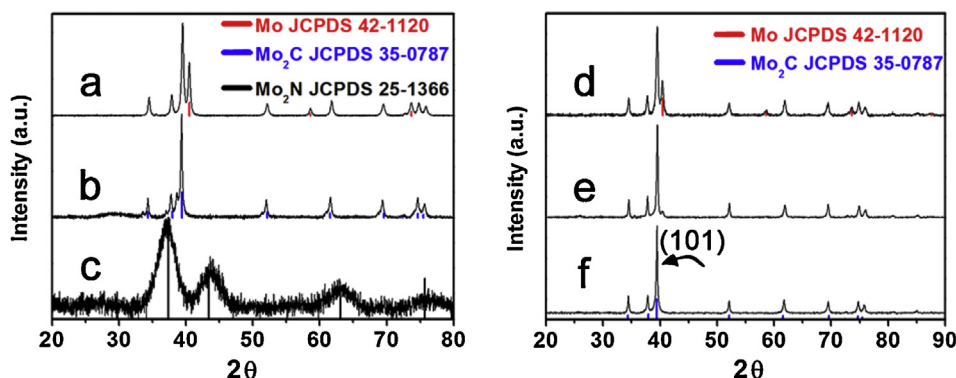 Mo JCPDS 42-1120
Mo₂C JCPDS 35-0787
Mo₂N JCPDS 25-1366
a
b
c
Intensity (a.u.)
20 30 40 50 60 70 80
2θ
Mo JCPDS 42-1120
Mo₂C JCPDS 35-0787
d
e
f
(101)
Intensity (a.u.)
20 30 40 50 60 70 80 90
2θ